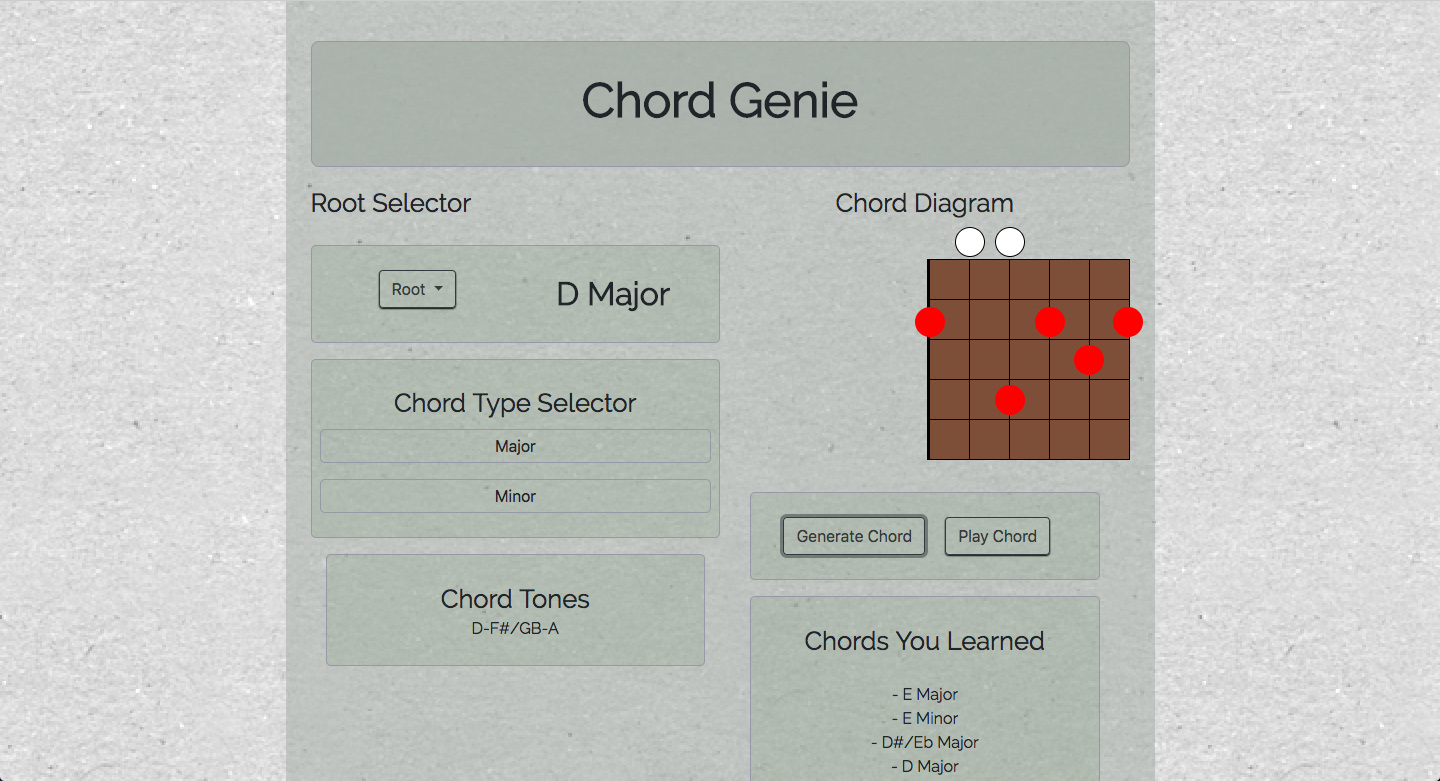 Chord Genie
Root Selector
Root
D Major
Chord Type Selector
Major
Minor
Chord Tones
D-F#/GB-A
Chord Diagram
Generate Chord
Play Chord
Chords You Learned
- E Major
- E Minor
- D#/Eb Major
- D Major